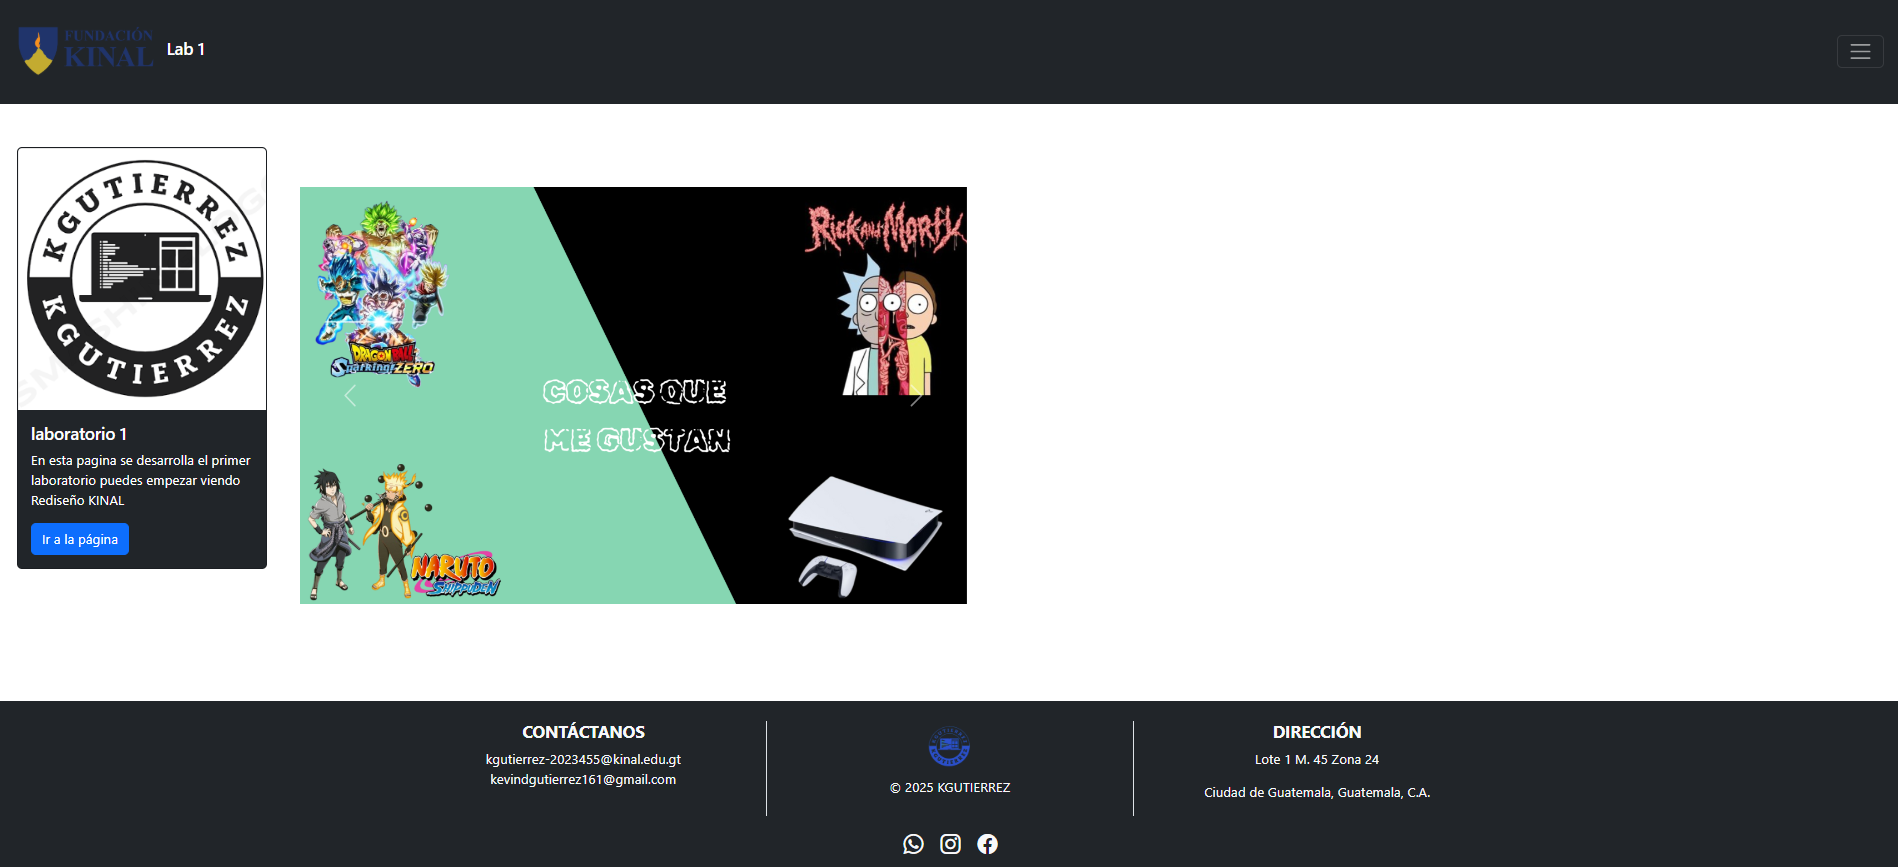 FUNDACIÓN
KINAL
Lab 1
KGUTIERREZ
KGUTIERREZ
laboratorio 1
En esta pagina se desarrolla el primer
laboratorio puedes empezar viendo
Rediseño KINAL
Ir a la página
DRAGON BALL
Sparking! ZERO
RICK AND MORTY
COSAS QUE
ME GUSTAN
NARUTO
SHIPPUDEN
CONTÁCTANOS
kgutierrez-2023455@kinal.edu.gt
kevindgutierrez161@gmail.com
© 2025 KGUTIERREZ
DIRECCIÓN
Lote 1 M. 45 Zona 24
Ciudad de Guatemala, Guatemala, C.A.